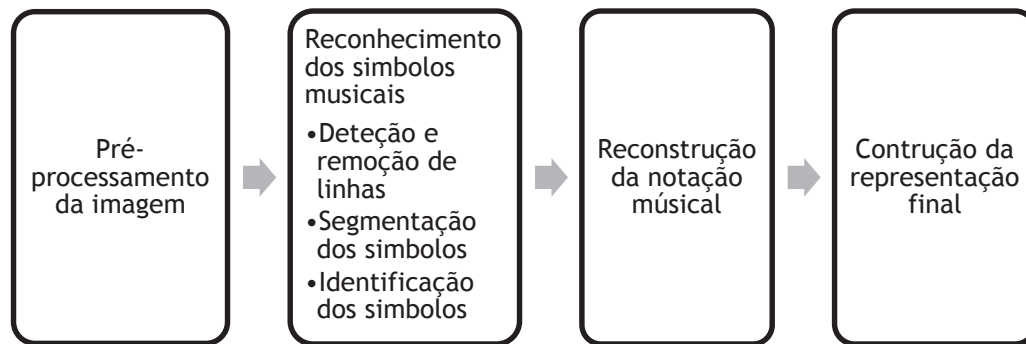 Pré-
processamento
da imagem
Reconhecimento
dos simbolos
musicais
•Deteção e
remoção de
linhas
•Segmentação
dos simbolos
•Identificação
dos simbolos
Reconstrução
da notação
músical
Contrução da
representação
final